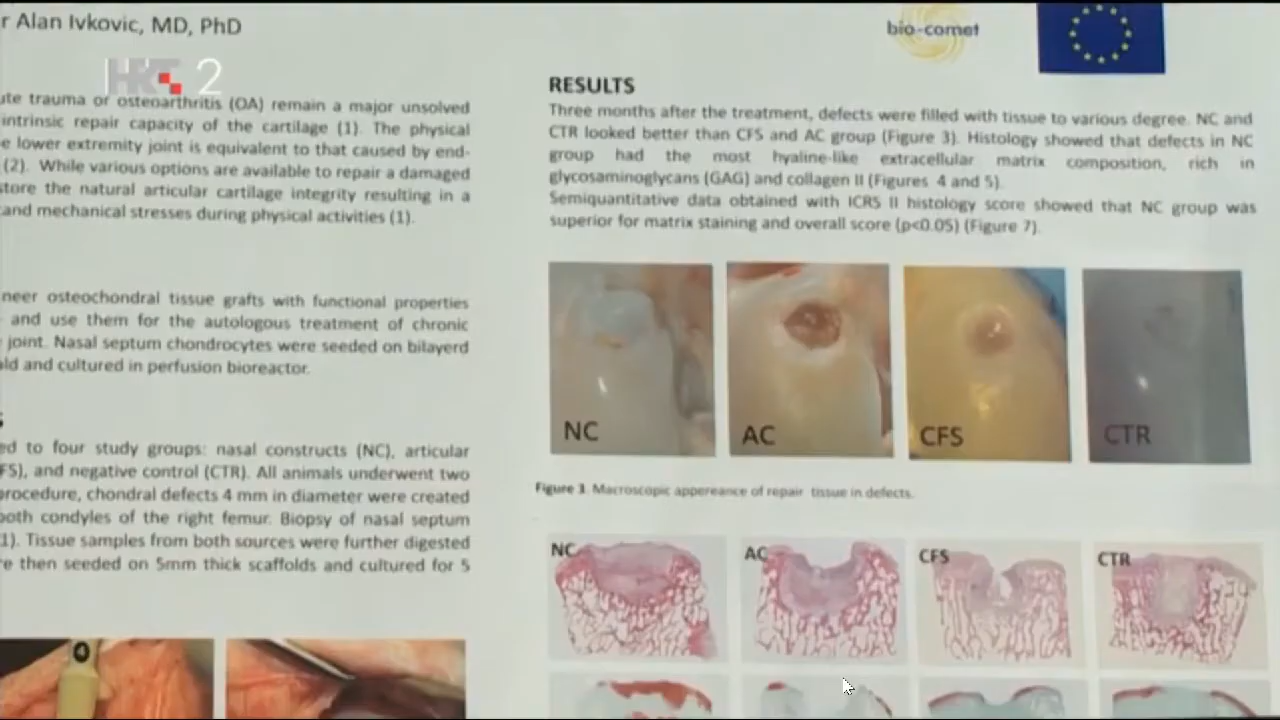 r Alan Ivkovic, MD, PhD
bio-comet
HRT 2
ute trauma or osteoarthritis (OA) remain a major unsolved
intrinsic repair capacity of the cartilage (1). The physical
e lower extremity joint is equivalent to that caused by end-
(2). While various options are available to repair a damaged
store the natural articular cartilage integrity resulting in a
and mechanical stresses during physical activities (1).
neer osteochondral tissue grafts with functional properties
and use them for the autologous treatment of chronic
joint. Nasal septum chondrocytes were seeded on bilayerd
ld and cultured in perfusion bioreactor.
S
ed to four study groups: nasal constructs (NC), articular
FS), and negative control (CTR). All animals underwent two
procedure, chondral defects 4 mm in diameter were created
both condyles of the right femur. Biopsy of nasal septum
1). Tissue samples from both sources were further digested
e then seeded on 5mm thick scaffolds and cultured for 5
RESULTS
Three months after the treatment, defects were filled with tissue to various degree. NC and
CTR looked better than CFS and AC group (Figure 3). Histology showed that defects in NC
group had the most hyaline-like extracellular matrix composition, rich in
glycosaminoglycans (GAG) and collagen II (Figures 4 and 5).
Semiquantitative data obtained with ICRS II histology score showed that NC group was
superior for matrix staining and overall score (p<0.05) (Figure 7).
NC AC CFS CTR
Figure 3. Macroscopic appereance of repair tissue in defects.
NC AC CFS CTR